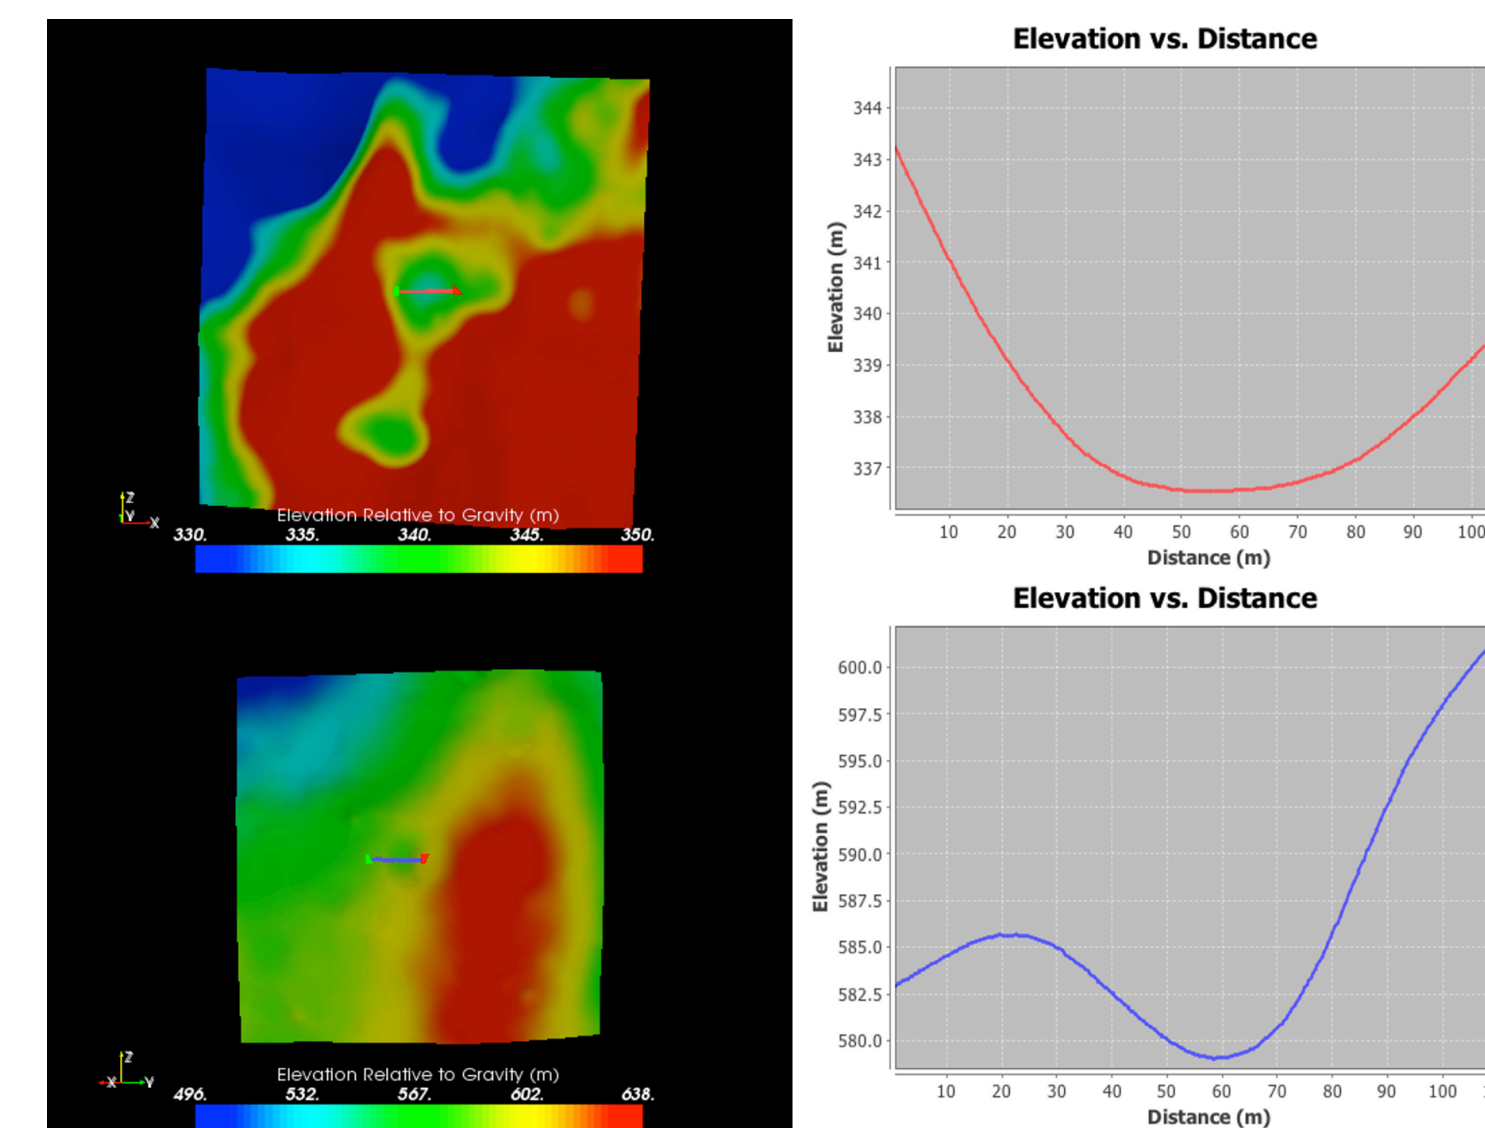 Elevation vs. Distance
344
343
342
341
340
339
338
337
Elevation (m)
10 20 30 40 50 60 70 80 90 100
Distance (m)
Z
Y
X
Elevation Relative to Gravity (m)
330. 335. 340. 345. 350.
Elevation vs. Distance
600.0
597.5
595.0
592.5
590.0
587.5
585.0
582.5
580.0
Elevation (m)
10 20 30 40 50 60 70 80 90 100
Distance (m)
Z
X Y
Elevation Relative to Gravity (m)
496. 532. 567. 602. 638.